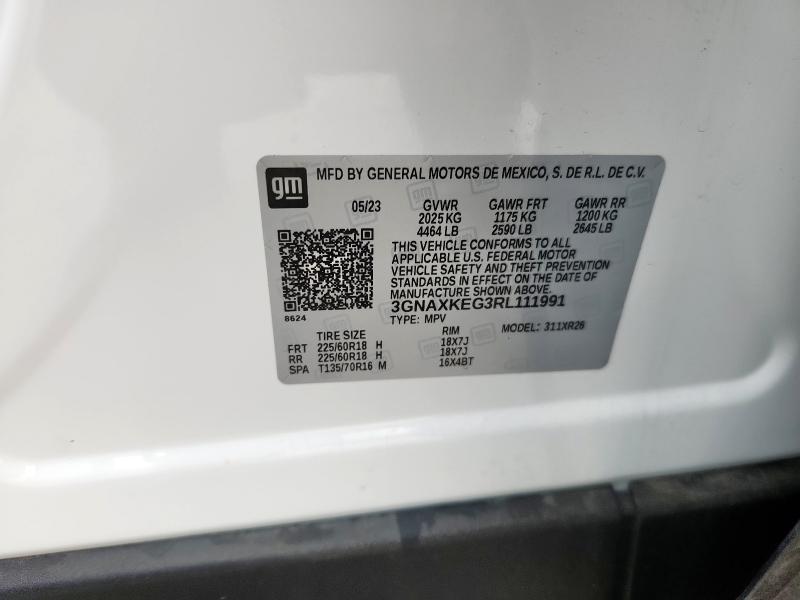 gm MFD BY GENERAL MOTORS DE MEXICO, S. DE R.L. DE C.V.
05/23 GVWR GAWR FRT GAWR RR
2025 KG 1175 KG 1200 KG
4464 LB 2590 LB 2645 LB
THIS VEHICLE CONFORMS TO ALL
APPLICABLE U.S. FEDERAL MOTOR
VEHICLE SAFETY AND THEFT PREVENTION
STANDARDS IN EFFECT ON THE DATE OF
MANUFACTURE SHOWN ABOVE.
3GNAXKEG3RL111991
8624
TYPE: MPV MODEL: 311XR26
TIRE SIZE RIM
FRT 225/60R18 H 18X7J
RR 225/60R18 H 18X7J
SPA T135/70R16 M 16X4BT